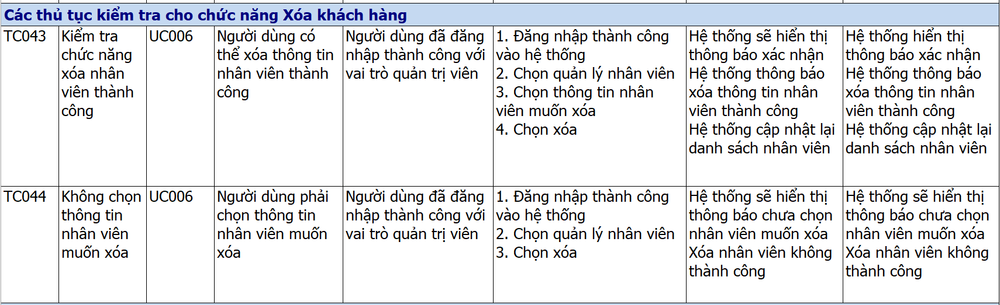 Các thủ tục kiểm tra cho chức năng Xóa khách hàng
TC043
Kiểm tra
chức năng
xóa nhân
viên thành
công
UC006
Người dùng có
thể xóa thông tin
nhân viên thành
công
Người dùng đã đăng
nhập thành công với
vai trò quản trị viên
1. Đăng nhập thành công
vào hệ thống
2. Chọn quản lý nhân viên
3. Chọn thông tin nhân
viên muốn xóa
4. Chọn xóa
Hệ thống sẽ hiển thị
thông báo xác nhận
Hệ thống thông báo
xóa thông tin nhân
viên thành công
Hệ thống cập nhật lại
danh sách nhân viên
Hệ thống hiển thị
thông báo xác nhận
Hệ thống thông báo
xóa thông tin nhân
viên thành công
Hệ thống cập nhật lại
danh sách nhân viên
TC044
Không chọn
thông tin
nhân viên
muốn xóa
UC006
Người dùng phải
chọn thông tin
nhân viên muốn
xóa
Người dùng đã đăng
nhập thành công với
vai trò quản trị viên
1. Đăng nhập thành công
vào hệ thống
2. Chọn quản lý nhân viên
3. Chọn xóa
Hệ thống sẽ hiển thị
thông báo chưa chọn
nhân viên muốn xóa
Xóa nhân viên không
thành công
Hệ thống sẽ hiển thị
thông báo chưa chọn
nhân viên muốn xóa
Xóa nhân viên không
thành công